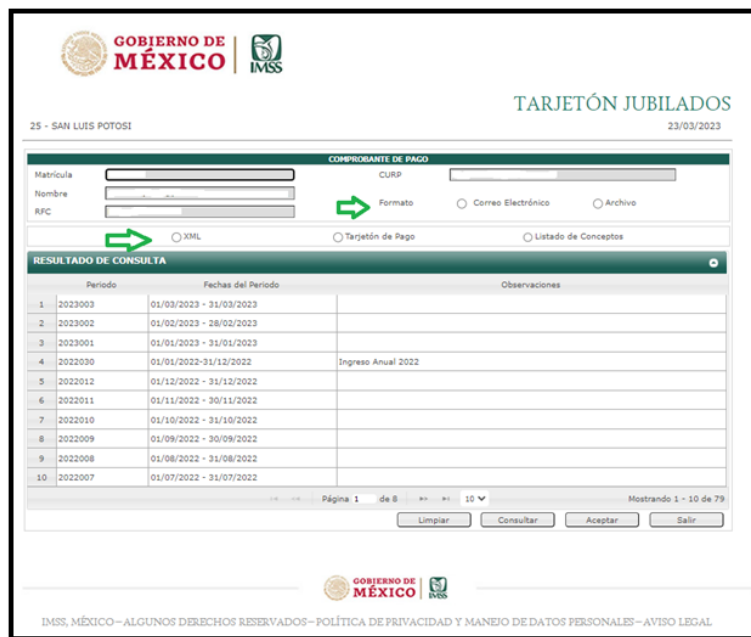 GOBIERNO DE
MÉXICO
IMSS
TARJETÓN JUBILADOS
25 - SAN LUIS POTOSI
23/03/2023
COMPROBANTE DE PAGO
Matrícula
CURP
Nombre
Formato
Correo Electrónico
Archivo
RFC
XML
Tarjetón de Pago
Listado de Conceptos
RESULTADO DE CONSULTA
Periodo Fechas del Periodo Observaciones
1 2023003 01/03/2023 - 31/03/2023
2 2023002 01/02/2023 - 28/02/2023
3 2023001 01/01/2023 - 31/01/2023
4 2022030 01/01/2022-31/12/2022 Ingreso Anual 2022
5 2022012 01/12/2022 - 31/12/2022
6 2022011 01/11/2022 - 30/11/2022
7 2022010 01/10/2022 - 31/10/2022
8 2022009 01/09/2022 - 30/09/2022
9 2022008 01/08/2022 - 31/08/2022
10 2022007 01/07/2022 - 31/07/2022
Página 1 de 8 10 Mostrando 1 - 10 de 79
Limpiar Consultar Aceptar Salir
GOBIERNO DE
MÉXICO
IMSS
IMSS, MÉXICO—ALGUNOS DERECHOS RESERVADOS—POLÍTICA DE PRIVACIDAD Y MANEJO DE DATOS PERSONALES—AVISO LEGAL